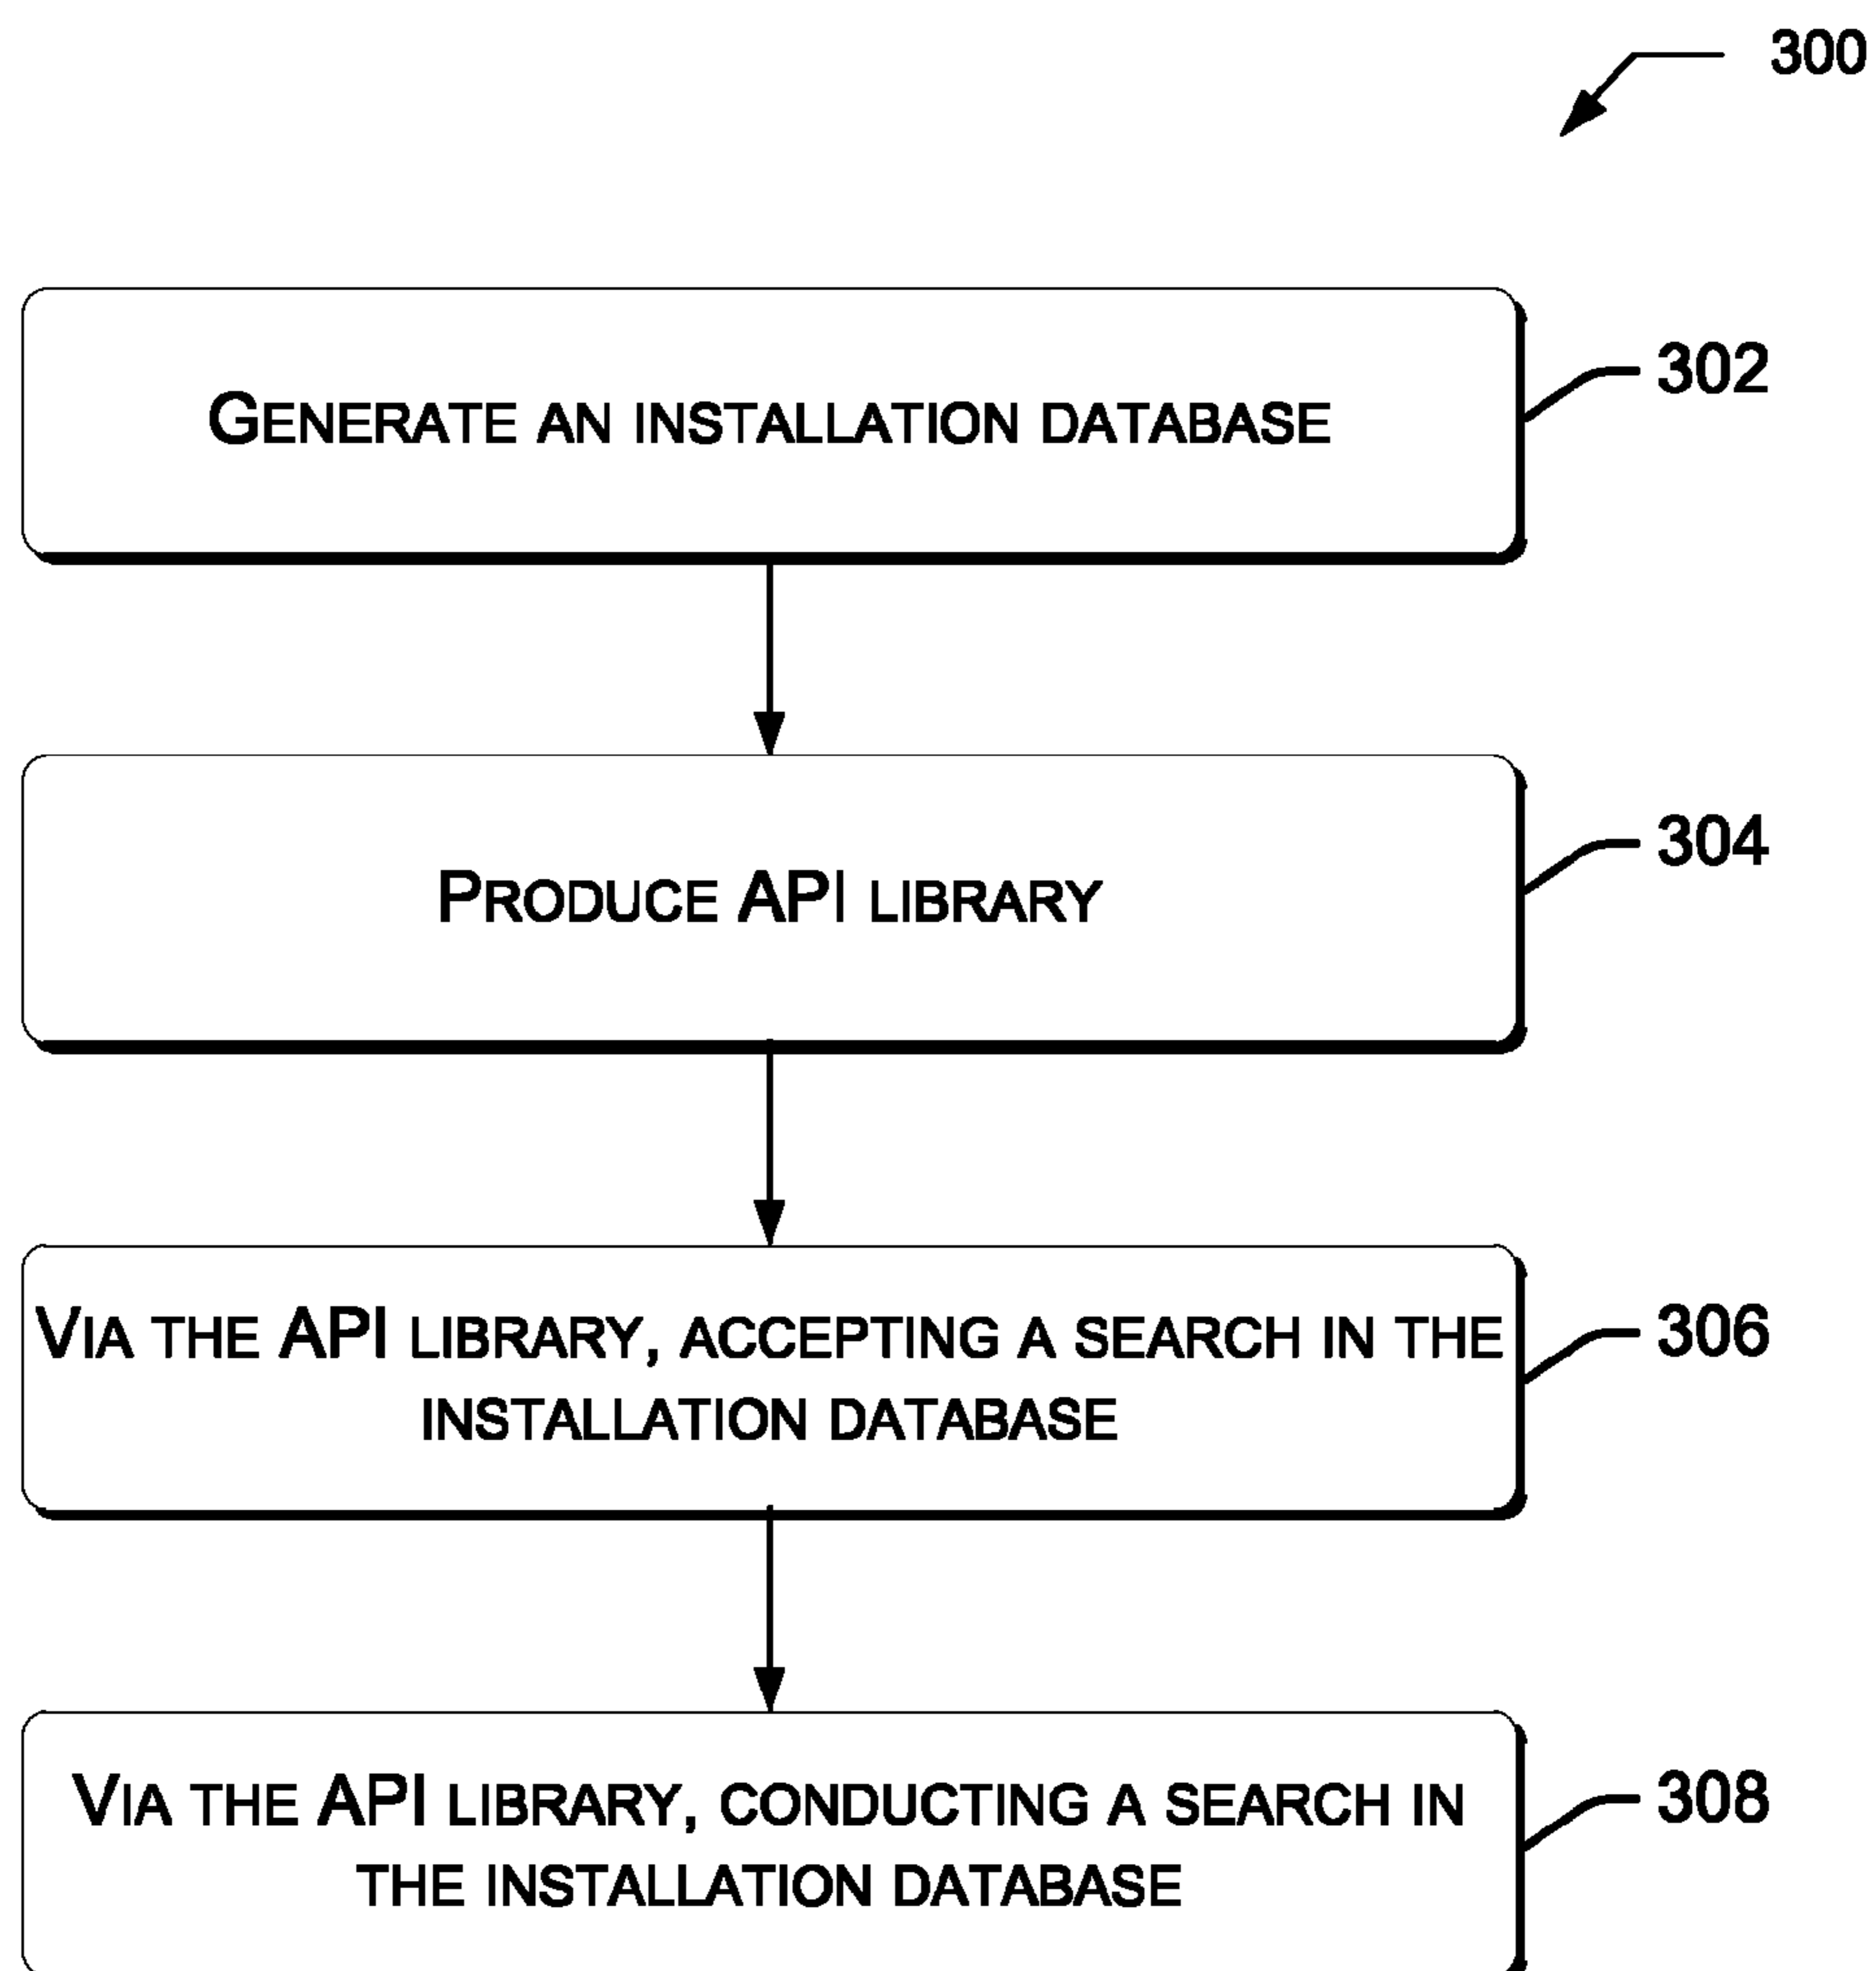 300
GENERATE AN INSTALLATION DATABASE
302
PRODUCE API LIBRARY
304
VIA THE API LIBRARY, ACCEPTING A SEARCH IN THE
INSTALLATION DATABASE
306
VIA THE API LIBRARY, CONDUCTING A SEARCH IN
THE INSTALLATION DATABASE
308